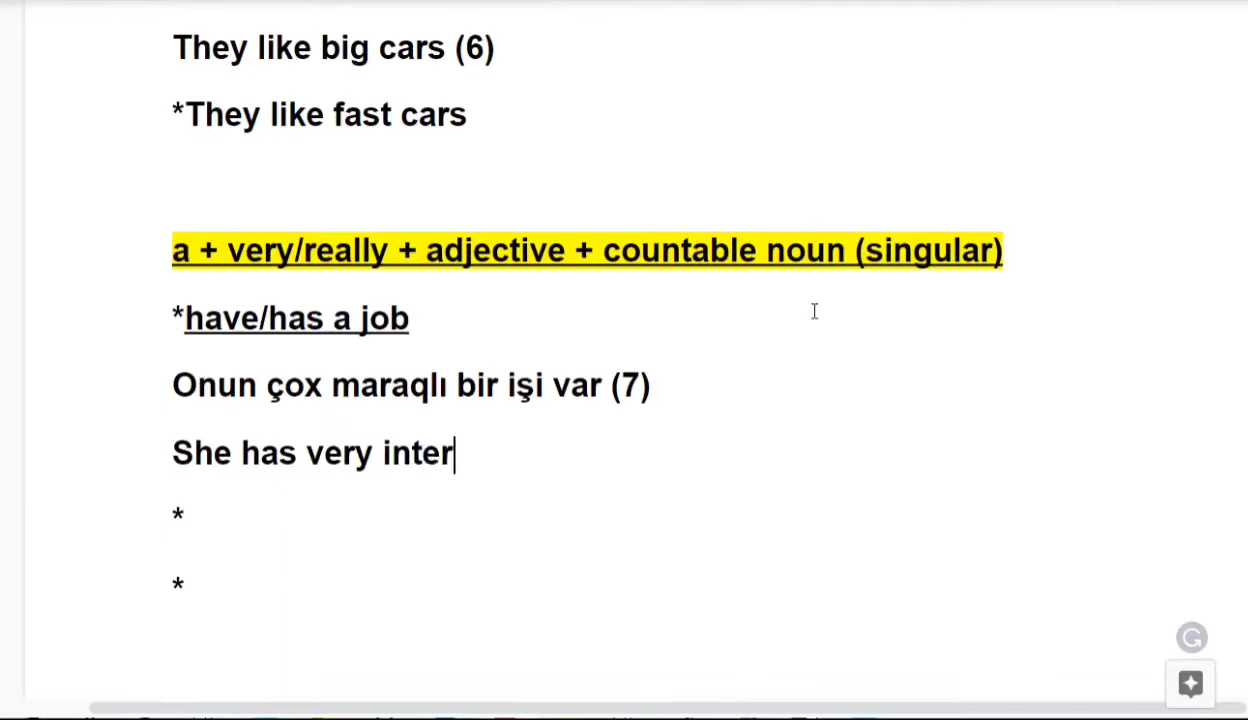 They like big cars (6)
*They like fast cars
a + very/really + adjective + countable noun (singular)
*have/has a job
Onun çox maraqlı bir işi var (7)
She has very inter
*
*